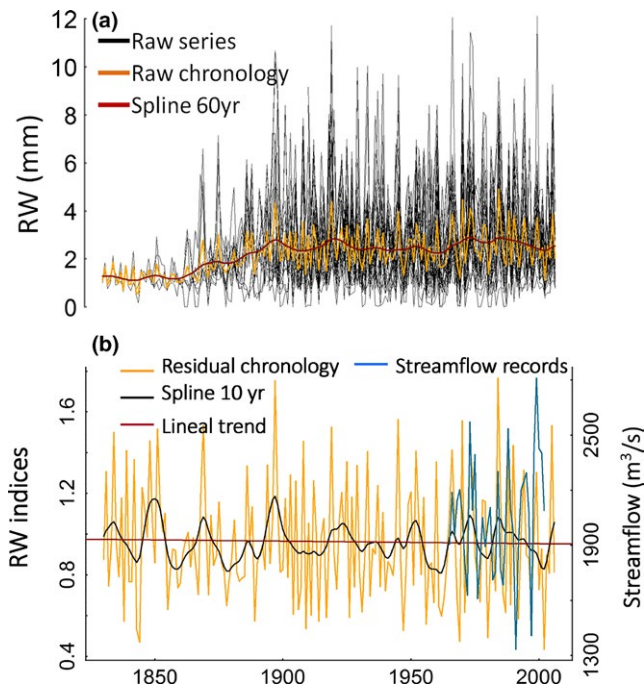 (a)
Raw series
Raw chronology
Spline 60yr
RW (mm)
12
10
8
6
4
2
0
(b)
Residual chronology
Streamflow records
Spline 10 yr
Lineal trend
RW indices
1.6
1.2
0.8
0.4
Streamflow (m³/s)
2500
1900
1300
1850
1900
1950
2000